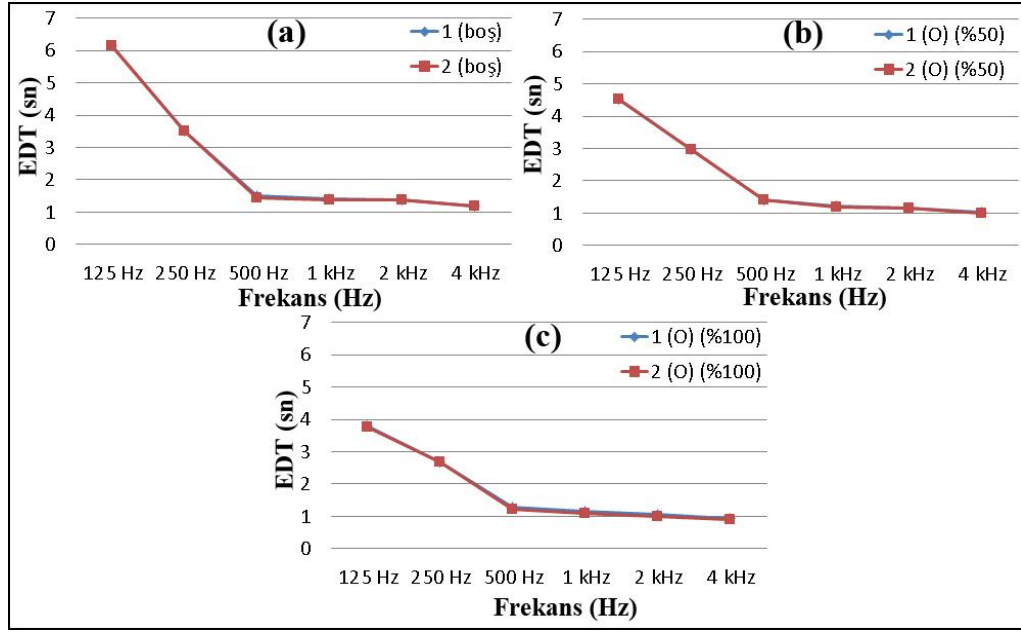 (a)
1 (boş)
2 (boş)
7
6
5
4
3
2
1
0
EDT (sn)
125 Hz 250 Hz 500 Hz 1 kHz 2 kHz 4 kHz
Frekans (Hz)
(b)
1 (O) (%50)
2 (O) (%50)
7
6
5
4
3
2
1
0
EDT (sn)
125 Hz 250 Hz 500 Hz 1 kHz 2 kHz 4 kHz
Frekans (Hz)
(c)
1 (O) (%100)
2 (O) (%100)
7
6
5
4
3
2
1
0
EDT (sn)
125 Hz 250 Hz 500 Hz 1 kHz 2 kHz 4 kHz
Frekans (Hz)